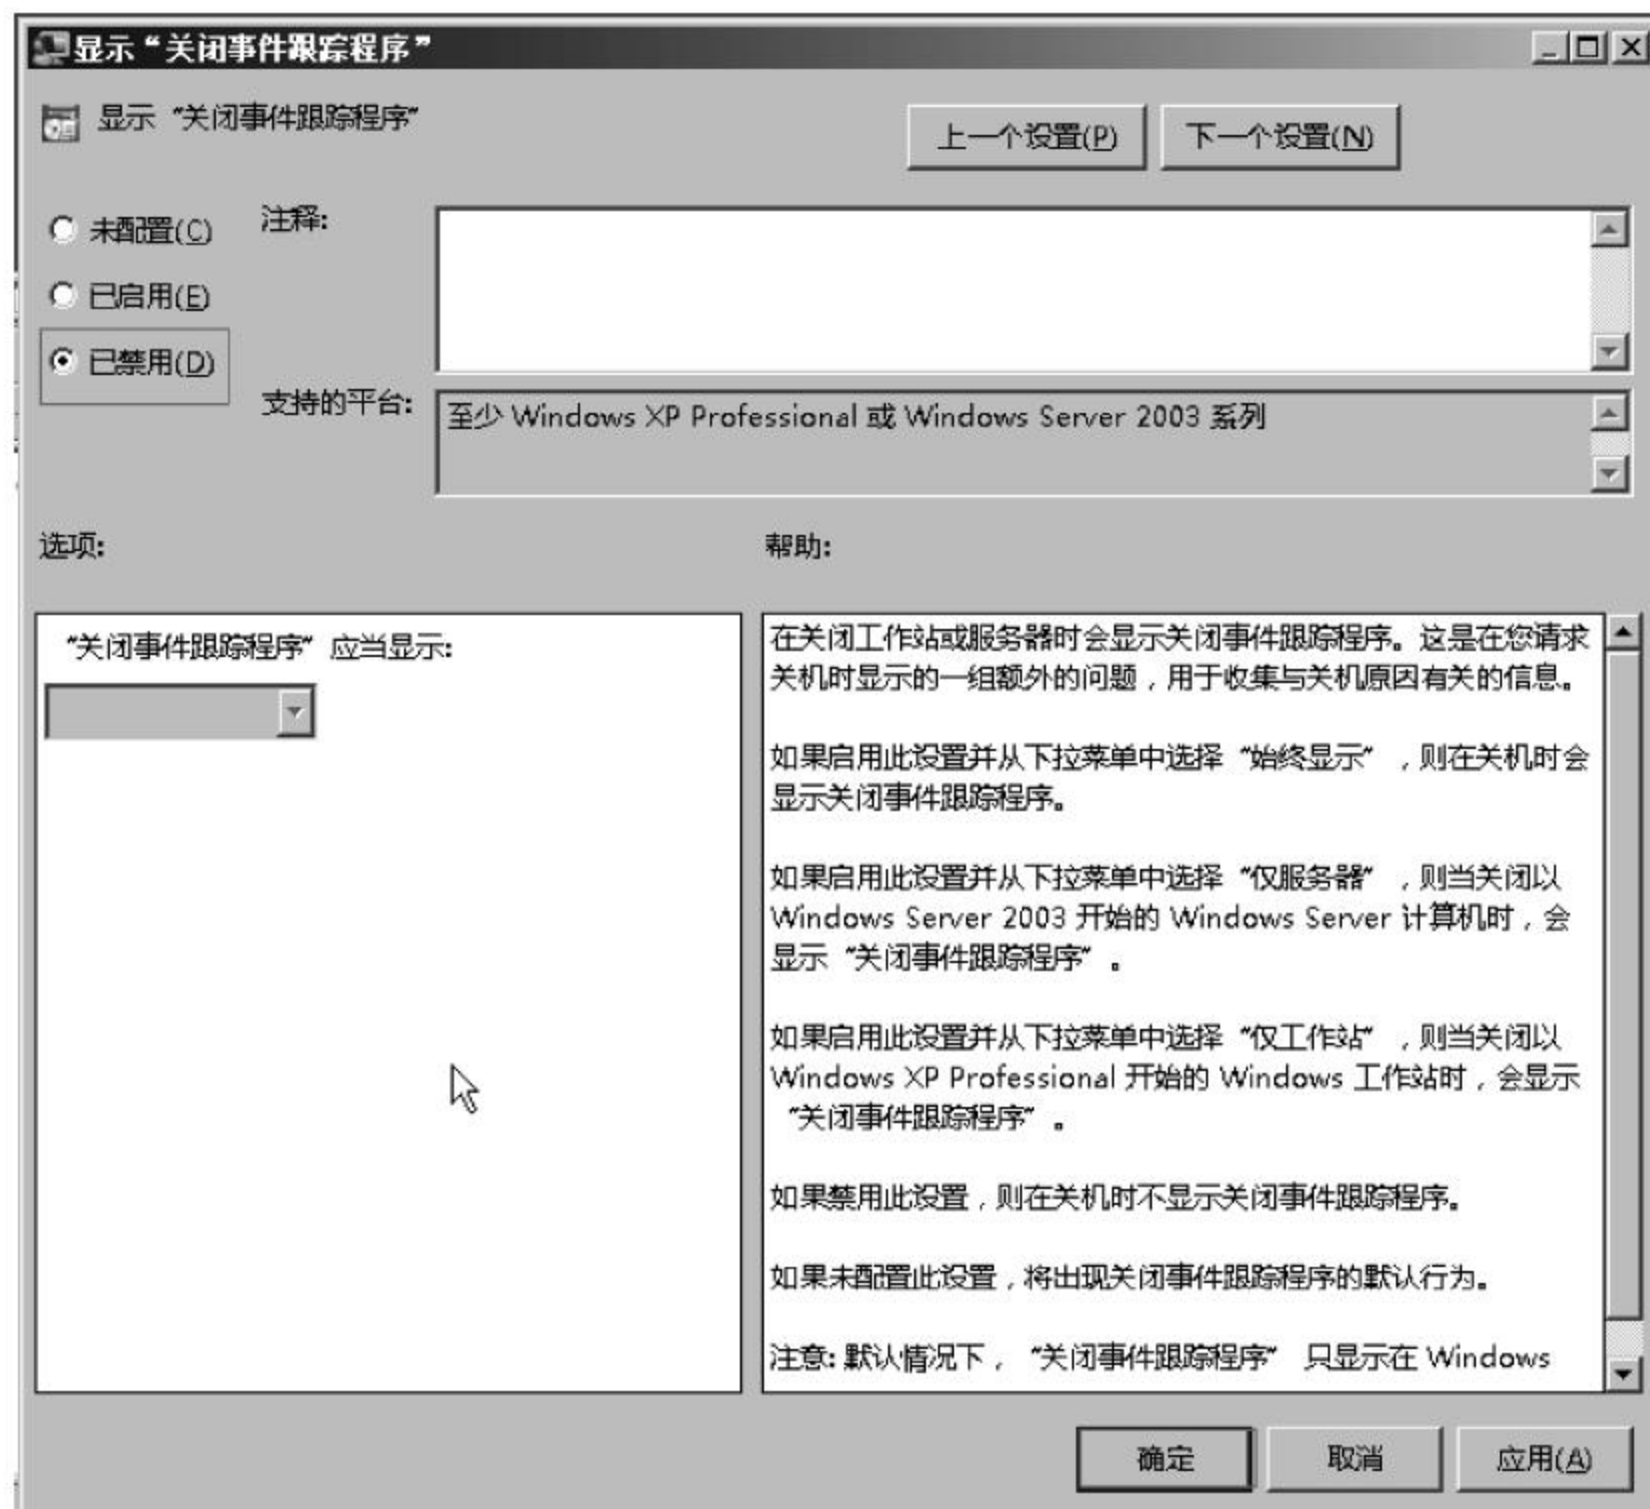 显示“关闭事件跟踪程序”
显示 “关闭事件跟踪程序”
上一个设置(P)
下一个设置(N)
未配置(C)
已启用(E)
已禁用(D)
注释:
支持的平台:
至少 Windows XP Professional 或 Windows Server 2003 系列
选项:
帮助:
“关闭事件跟踪程序” 应当显示:
在关闭工作站或服务器时会显示关闭事件跟踪程序。这是在您请求
关机时显示的一组额外的问题，用于收集与关机原因有关的信息。
如果启用此设置并从下拉菜单中选择 “始终显示” ，则在关机时会
显示关闭事件跟踪程序。
如果启用此设置并从下拉菜单中选择 “仅服务器” ，则当关闭以
Windows Server 2003 开始的 Windows Server 计算机时，会
显示 “关闭事件跟踪程序” 。
如果启用此设置并从下拉菜单中选择 “仅工作站” ，则当关闭以
Windows XP Professional 开始的 Windows 工作站时，会显示
“关闭事件跟踪程序” 。
如果禁用此设置，则在关机时不显示关闭事件跟踪程序。
如果未配置此设置，将出现关闭事件跟踪程序的默认行为。
注意: 默认情况下， “关闭事件跟踪程序” 只显示在 Windows
确定
取消
应用(A)